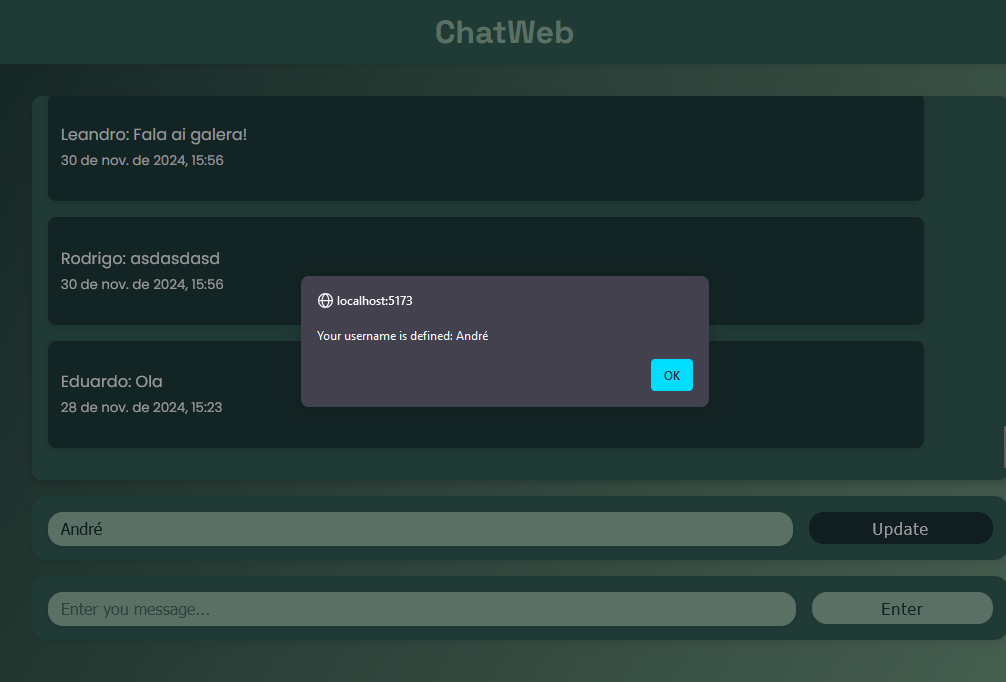 ChatWeb
Leandro: Fala ai galera!
30 de nov. de 2024, 15:56
Rodrigo: asdasdasd
30 de nov. de 2024, 15:56
localhost:5173
Your username is defined: André
OK
Eduardo: Ola
28 de nov. de 2024, 15:23
André
Update
Enter you message...
Enter